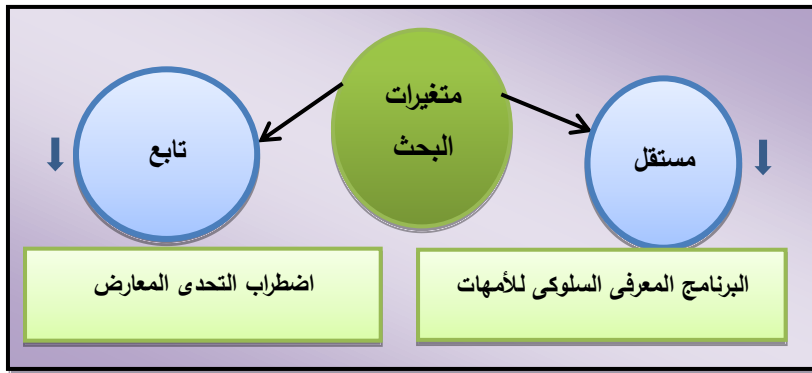 متغيرات
البحث
مستقل
تابع
البرنامج المعرفى السلوكى للأمهات
اضطراب التحدى المعارض